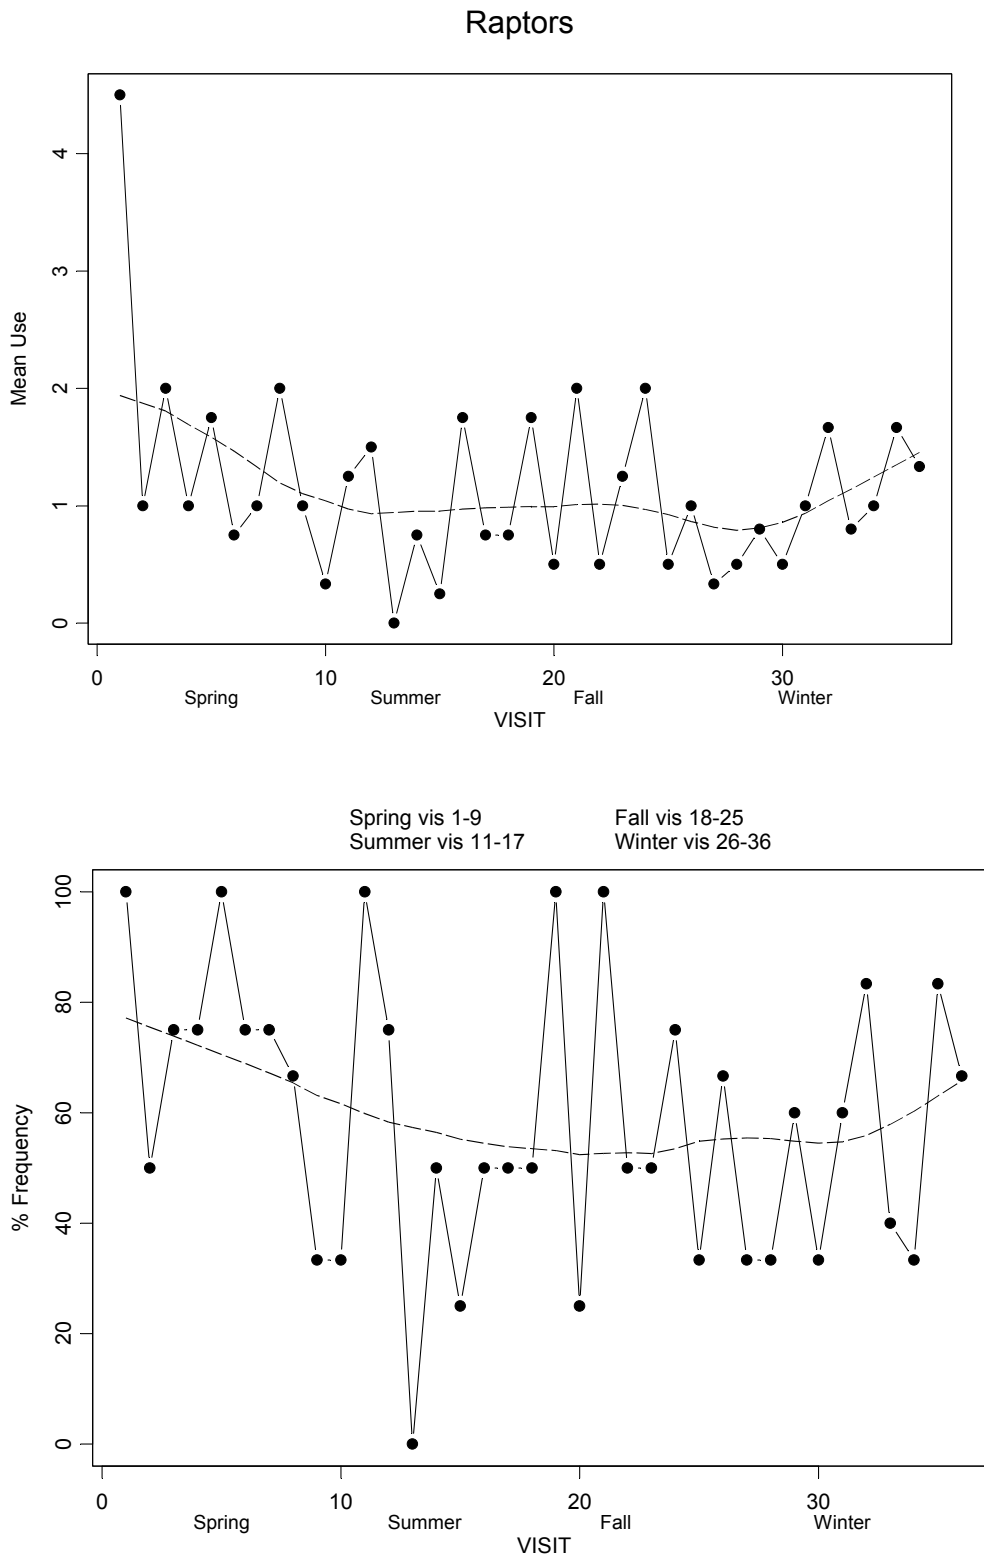 Raptors
4
3
2
1
0
Mean Use
0 10 20 30
Spring Summer Fall Winter
VISIT
Spring vis 1-9 Fall vis 18-25
Summer vis 11-17 Winter vis 26-36
100
80
60
40
20
0
% Frequency
0 10 20 30
Spring Summer Fall Winter
VISIT